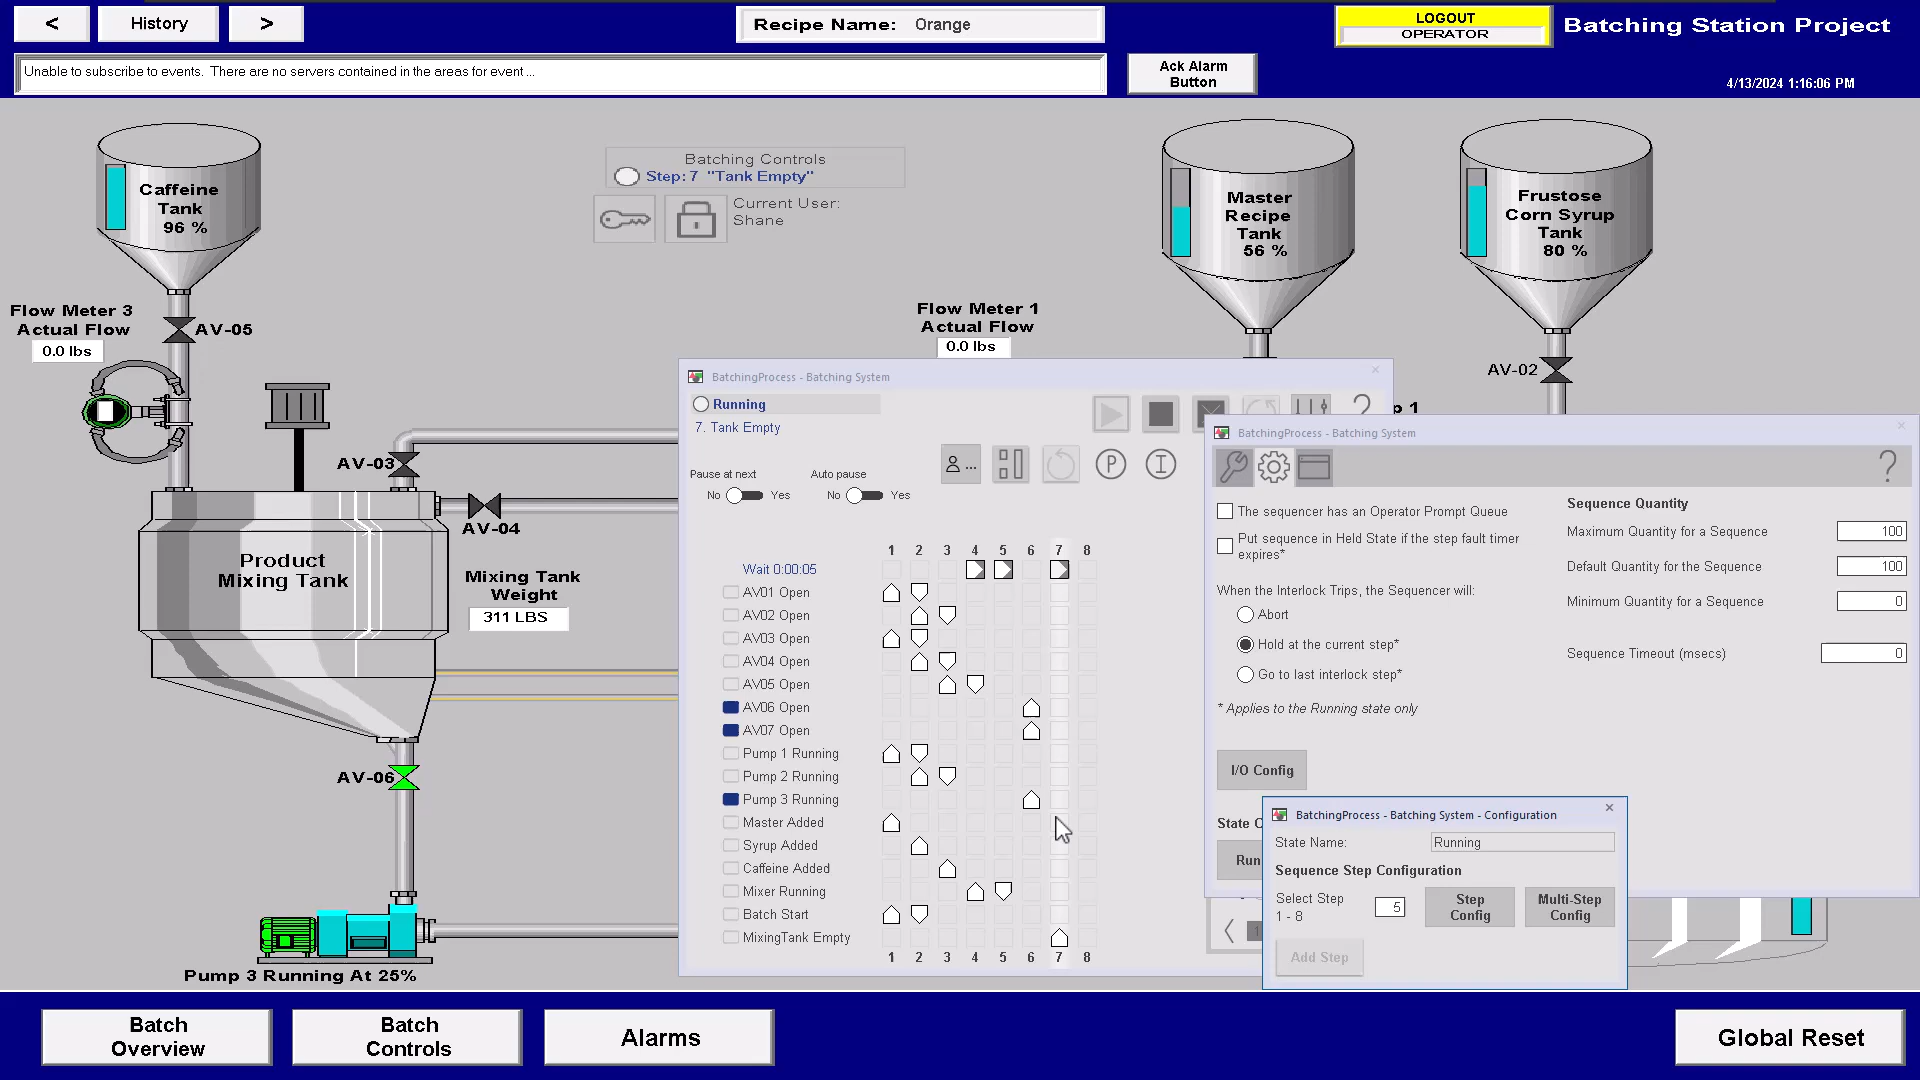 <
History
>
Recipe Name: Orange
LOGOUT
OPERATOR
Batching Station Project
Unable to subscribe to events. There are no servers contained in the areas for event ...
Ack Alarm
Button
4/13/2024 1:16:06 PM
Batching Controls
Step: 7 "Tank Empty"
Current User:
Shane
Caffeine
Tank
96 %
Master
Recipe
Tank
56 %
Frustose
Corn Syrup
Tank
80 %
Flow Meter 3
Actual Flow
0.0 lbs
AV-05
Flow Meter 1
Actual Flow
0.0 lbs
AV-02
AV-03
AV-04
Product
Mixing Tank
Mixing Tank
Weight
311 LBS
AV-06
Pump 3 Running At 25%
BatchingProcess - Batching System
Running
7. Tank Empty
?
p 1
Pause at next
No Yes
Auto pause
No Yes
P
I
1 2 3 4 5 6 7 8
Wait 0:00:05
AV01 Open
AV02 Open
AV03 Open
AV04 Open
AV05 Open
AV06 Open
AV07 Open
Pump 1 Running
Pump 2 Running
Pump 3 Running
Master Added
Syrup Added
Caffeine Added
Mixer Running
Batch Start
MixingTank Empty
1 2 3 4 5 6 7 8
BatchingProcess - Batching System
?
The sequencer has an Operator Prompt Queue
Put sequence in Held State if the step fault timer
expires*
When the Interlock Trips, the Sequencer will:
Abort
Hold at the current step*
Go to last interlock step*
* Applies to the Running state only
Sequence Quantity
Maximum Quantity for a Sequence 100
Default Quantity for the Sequence 100
Minimum Quantity for a Sequence 0
Sequence Timeout (msecs) 0
I/O Config
State C
Run
BatchingProcess - Batching System - Configuration
State Name: Running
Sequence Step Configuration
Select Step
1 - 8
5
Step
Config
Multi-Step
Config
Add Step
Batch
Overview
Batch
Controls
Alarms
Global Reset